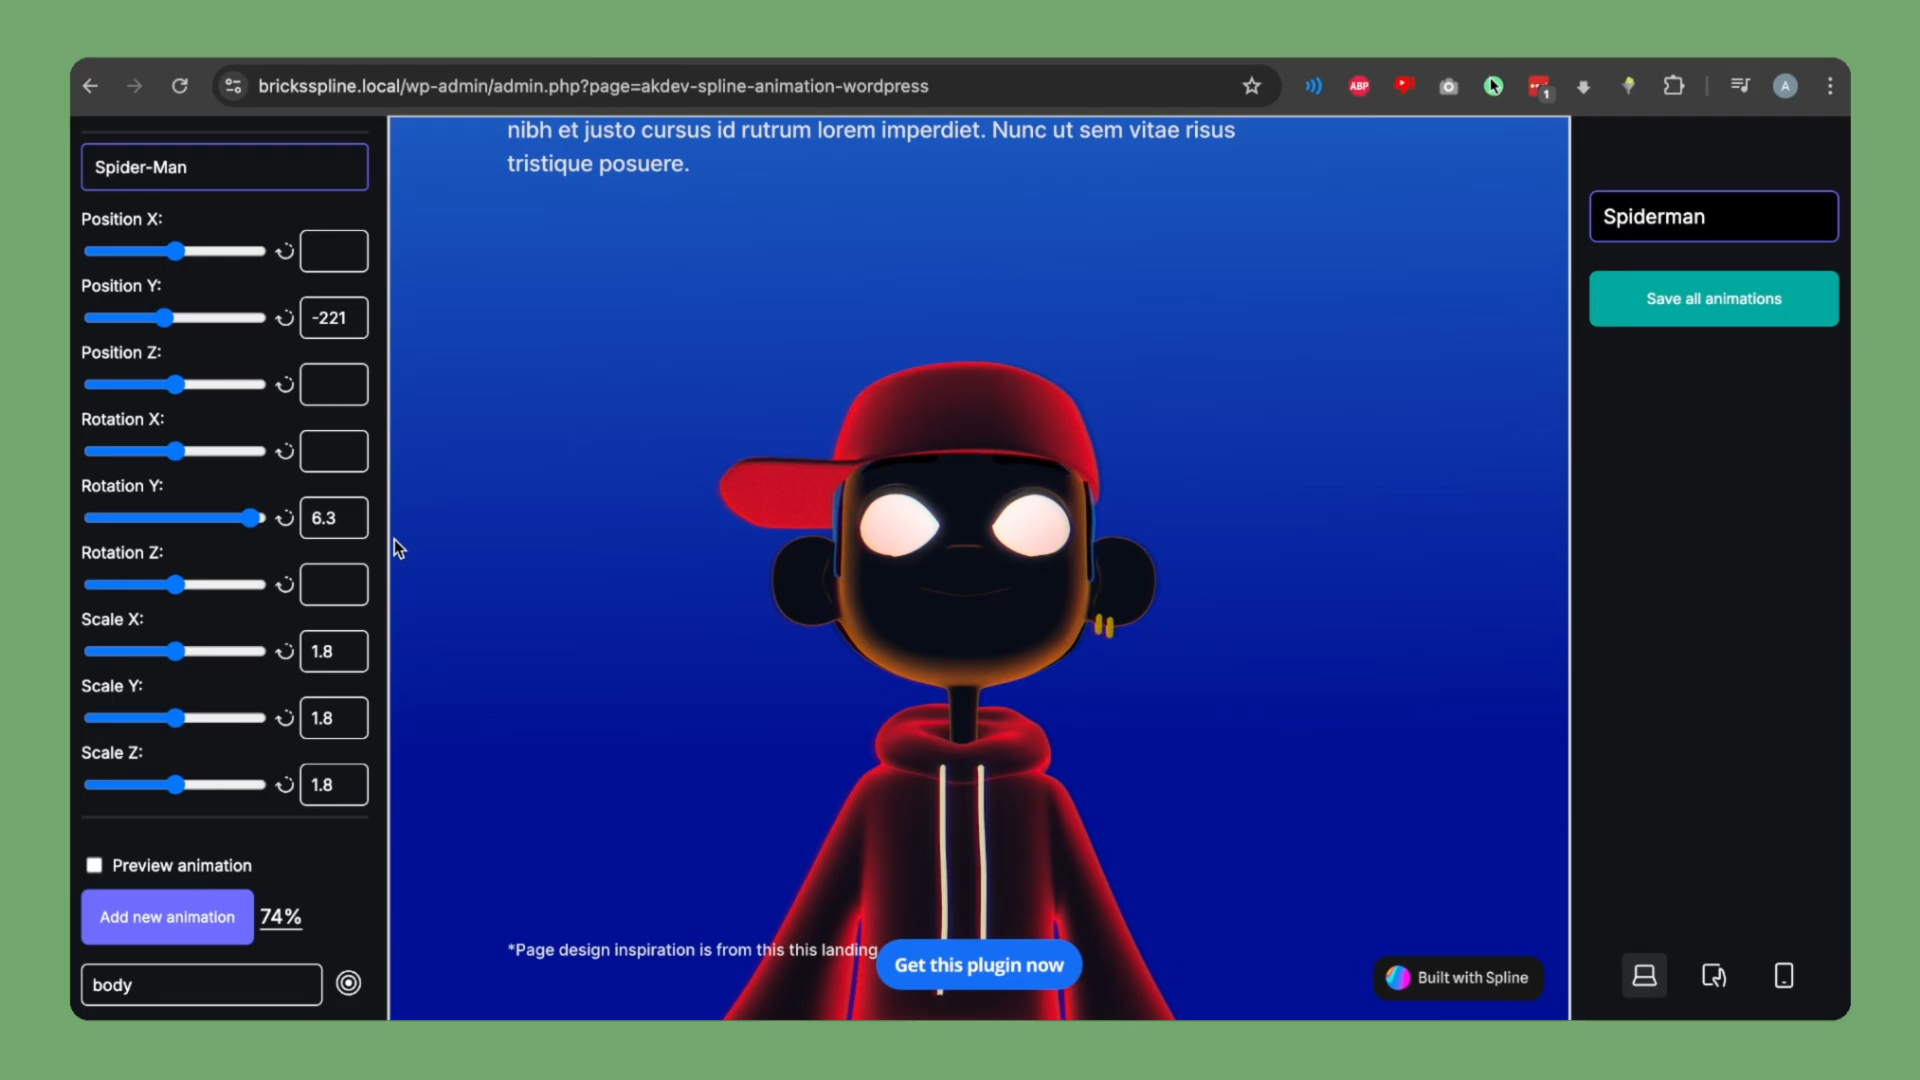 bricksspline.local/wp-admin/admin.php?page=akdev-spline-animation-wordpress
ABP
1
A
Spider-Man
Position X:
Position Y:
-221
Position Z:
Rotation X:
Rotation Y:
6.3
Rotation Z:
Scale X:
1.8
Scale Y:
1.8
Scale Z:
1.8
Preview animation
Add new animation
74%
body
nibh et justo cursus id rutrum lorem imperdiet. Nunc ut sem vitae risus
tristique posuere.
*Page design inspiration is from this this landing
Get this plugin now
Built with Spline
Spiderman
Save all animations